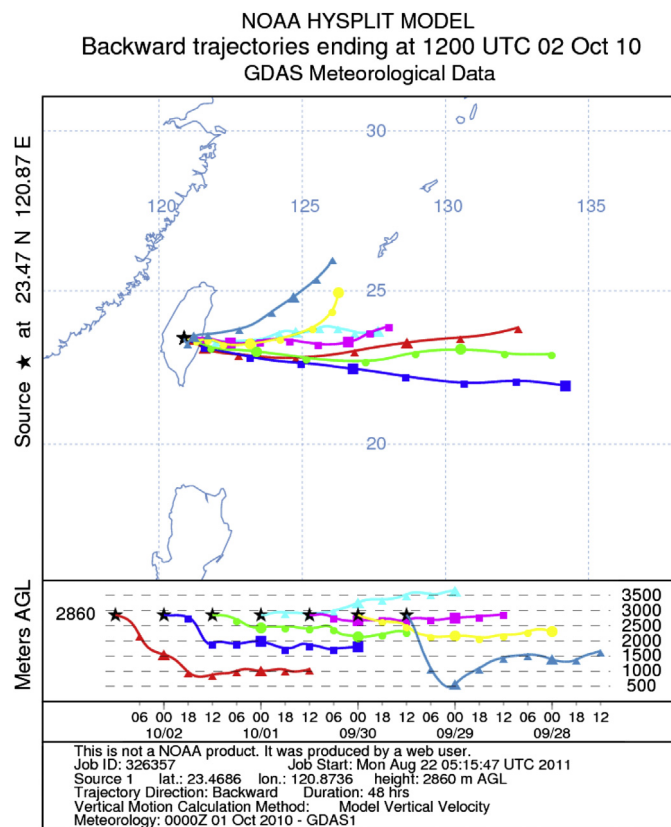 NOAA HYSPLIT MODEL
Backward trajectories ending at 1200 UTC 02 Oct 10
GDAS Meteorological Data
Source ★ at 23.47 N 120.87 E
30
120 125 130 135
25
20
Meters AGL
2860
3500
3000
2500
2000
1500
1000
500
06 00 18 12 06 00 18 12 06 00 18 12 06 00 18 12 06 00 18 12
10/02 10/01 09/30 09/29 09/28
This is not a NOAA product. It was produced by a web user.
Job ID: 326357 Job Start: Mon Aug 22 05:15:47 UTC 2011
Source 1 lat.: 23.4686 lon.: 120.8736 height: 2860 m AGL
Trajectory Direction: Backward Duration: 48 hrs
Vertical Motion Calculation Method: Model Vertical Velocity
Meteorology: 0000Z 01 Oct 2010 - GDAS1